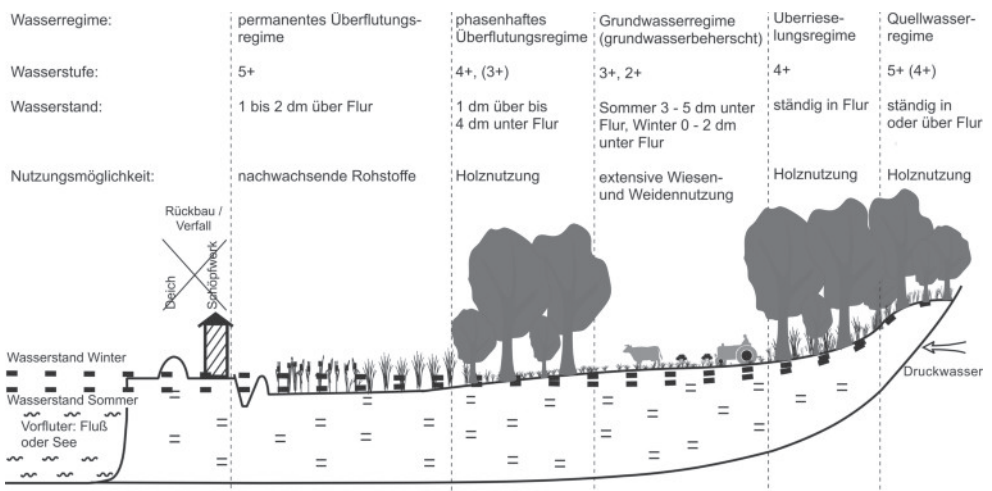 Wasserregime:
permanentes Überflutungs-
regime
phasenhaftes
Überflutungsregime
Grundwasserregime
(grundwasserbeherscht)
Überriese-
lungsregime
Quellwasser-
regime
Wasserstufe:
5+
4+, (3+)
3+, 2+
4+
5+ (4+)
Wasserstand:
1 bis 2 dm über Flur
1 dm über bis
4 dm unter Flur
Sommer 3 - 5 dm unter
Flur, Winter 0 - 2 dm
unter Flur
ständig in Flur
ständig in
oder über Flur
Nutzungsmöglichkeit:
nachwachsende Rohstoffe
Holznutzung
extensive Wiesen-
und Weidennutzung
Holznutzung
Holznutzung
Rückbau /
Verfall
Deich
Schöpfwerk
Wasserstand Winter
Wasserstand Sommer
Vorfluter: Fluß
oder See
Druckwasser